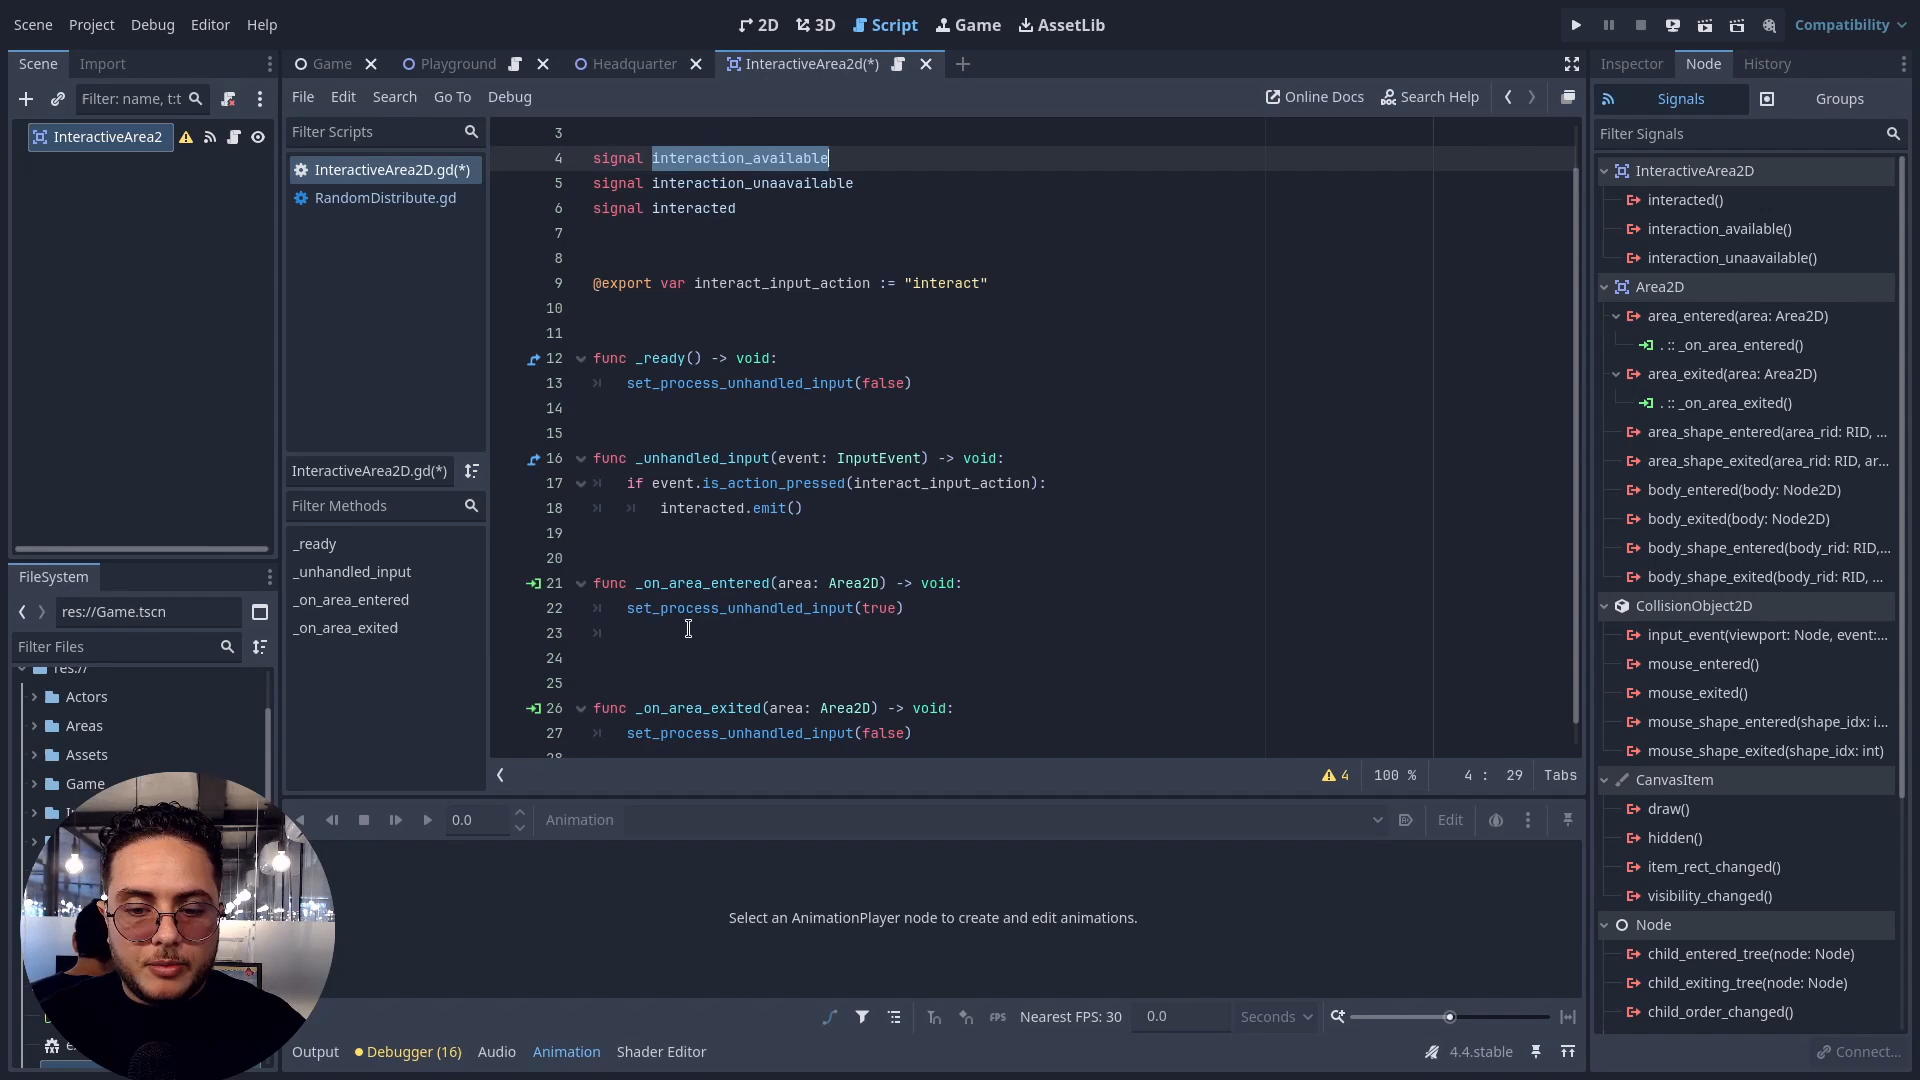 Scene Project Debug Editor Help
2D 3D Script Game AssetLib
Compatibility
Scene Import
Filter: name, t:t
InteractiveArea2
Game Playground Headquarter InteractiveArea2d(*)
File Edit Search Go To Debug
Online Docs Search Help
Filter Scripts
InteractiveArea2D.gd(*)
RandomDistribute.gd
InteractiveArea2D.gd(*)
Filter Methods
_ready
_unhandled_input
_on_area_entered
_on_area_exited
3
4 signal interaction_available
5 signal interaction_unaavailable
6 signal interacted
7
8
9 @export var interact_input_action := "interact"
10
11
12 func _ready() -> void:
13 set_process_unhandled_input(false)
14
15
16 func _unhandled_input(event: InputEvent) -> void:
17 if event.is_action_pressed(interact_input_action):
18 interacted.emit()
19
20
21 func _on_area_entered(area: Area2D) -> void:
22 set_process_unhandled_input(true)
23
24
25
26 func _on_area_exited(area: Area2D) -> void:
27 set_process_unhandled_input(false)
28
4 100 % 4 : 29 Tabs
FileSystem
res://Game.tscn
Filter Files
res://
Actors
Areas
Assets
Game
0.0 Animation Edit
Select an AnimationPlayer node to create and edit animations.
FPS Nearest FPS: 30 0.0 Seconds
Output Debugger (16) Audio Animation Shader Editor
4.4.stable
Inspector Node History
Signals Groups
Filter Signals
InteractiveArea2D
interacted()
interaction_available()
interaction_unaavailable()
Area2D
area_entered(area: Area2D)
. :: _on_area_entered()
area_exited(area: Area2D)
. :: _on_area_exited()
area_shape_entered(area_rid: RID, ...
area_shape_exited(area_rid: RID, ar...
body_entered(body: Node2D)
body_exited(body: Node2D)
body_shape_entered(body_rid: RID,...
body_shape_exited(body_rid: RID, ...
CollisionObject2D
input_event(viewport: Node, event:...
mouse_entered()
mouse_exited()
mouse_shape_entered(shape_idx: i...
mouse_shape_exited(shape_idx: int)
CanvasItem
draw()
hidden()
item_rect_changed()
visibility_changed()
Node
child_entered_tree(node: Node)
child_exiting_tree(node: Node)
child_order_changed()
Connect...